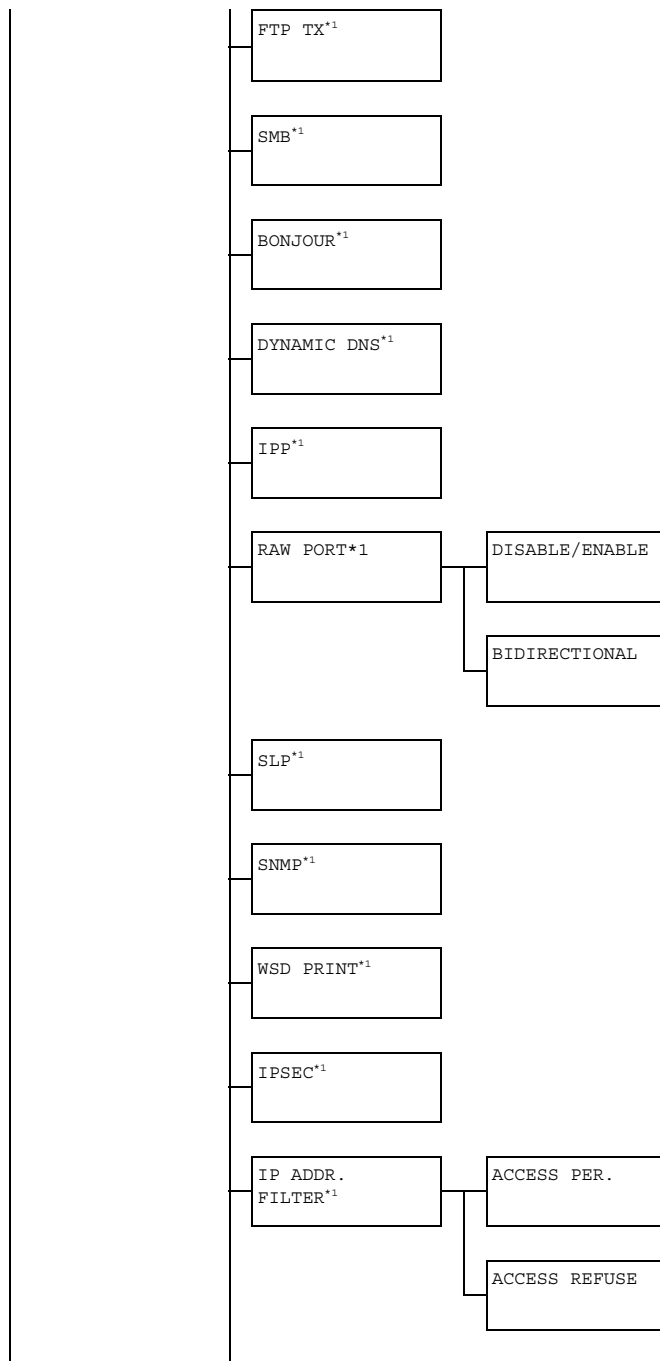 FTP TX*1
SMB*1
BONJOUR*1
DYNAMIC DNS*1
IPP*1
RAW PORT*1
DISABLE/ENABLE
BIDIRECTIONAL
SLP*1
SNMP*1
WSD PRINT*1
IPSEC*1
IP ADDR.
FILTER*1
ACCESS PER.
ACCESS REFUSE